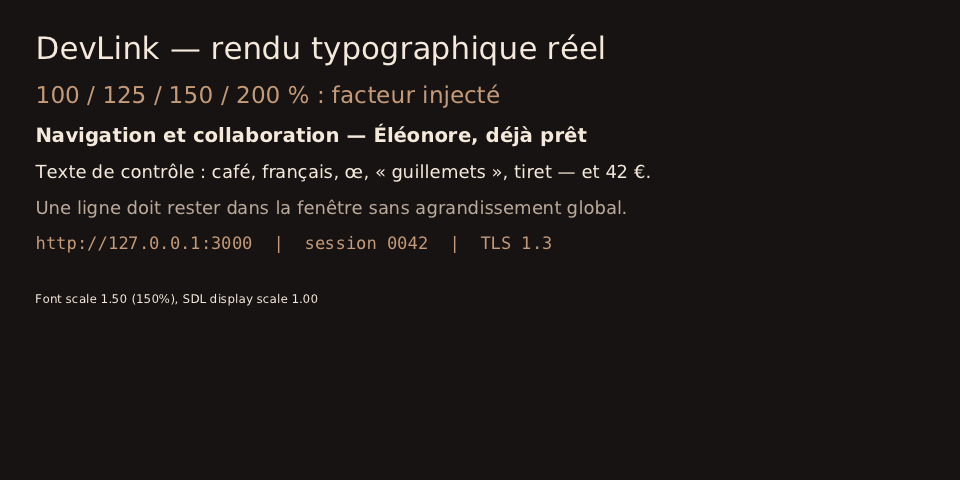 DevLink — rendu typographique réel
100 / 125 / 150 / 200 % : facteur injecté
Navigation et collaboration — Éléonore, déjà prêt
Texte de contrôle : café, français, œ, « guillemets », tiret — et 42 €.
Une ligne doit rester dans la fenêtre sans agrandissement global.
http://127.0.0.1:3000 | session 0042 | TLS 1.3
Font scale 1.50 (150%), SDL display scale 1.00